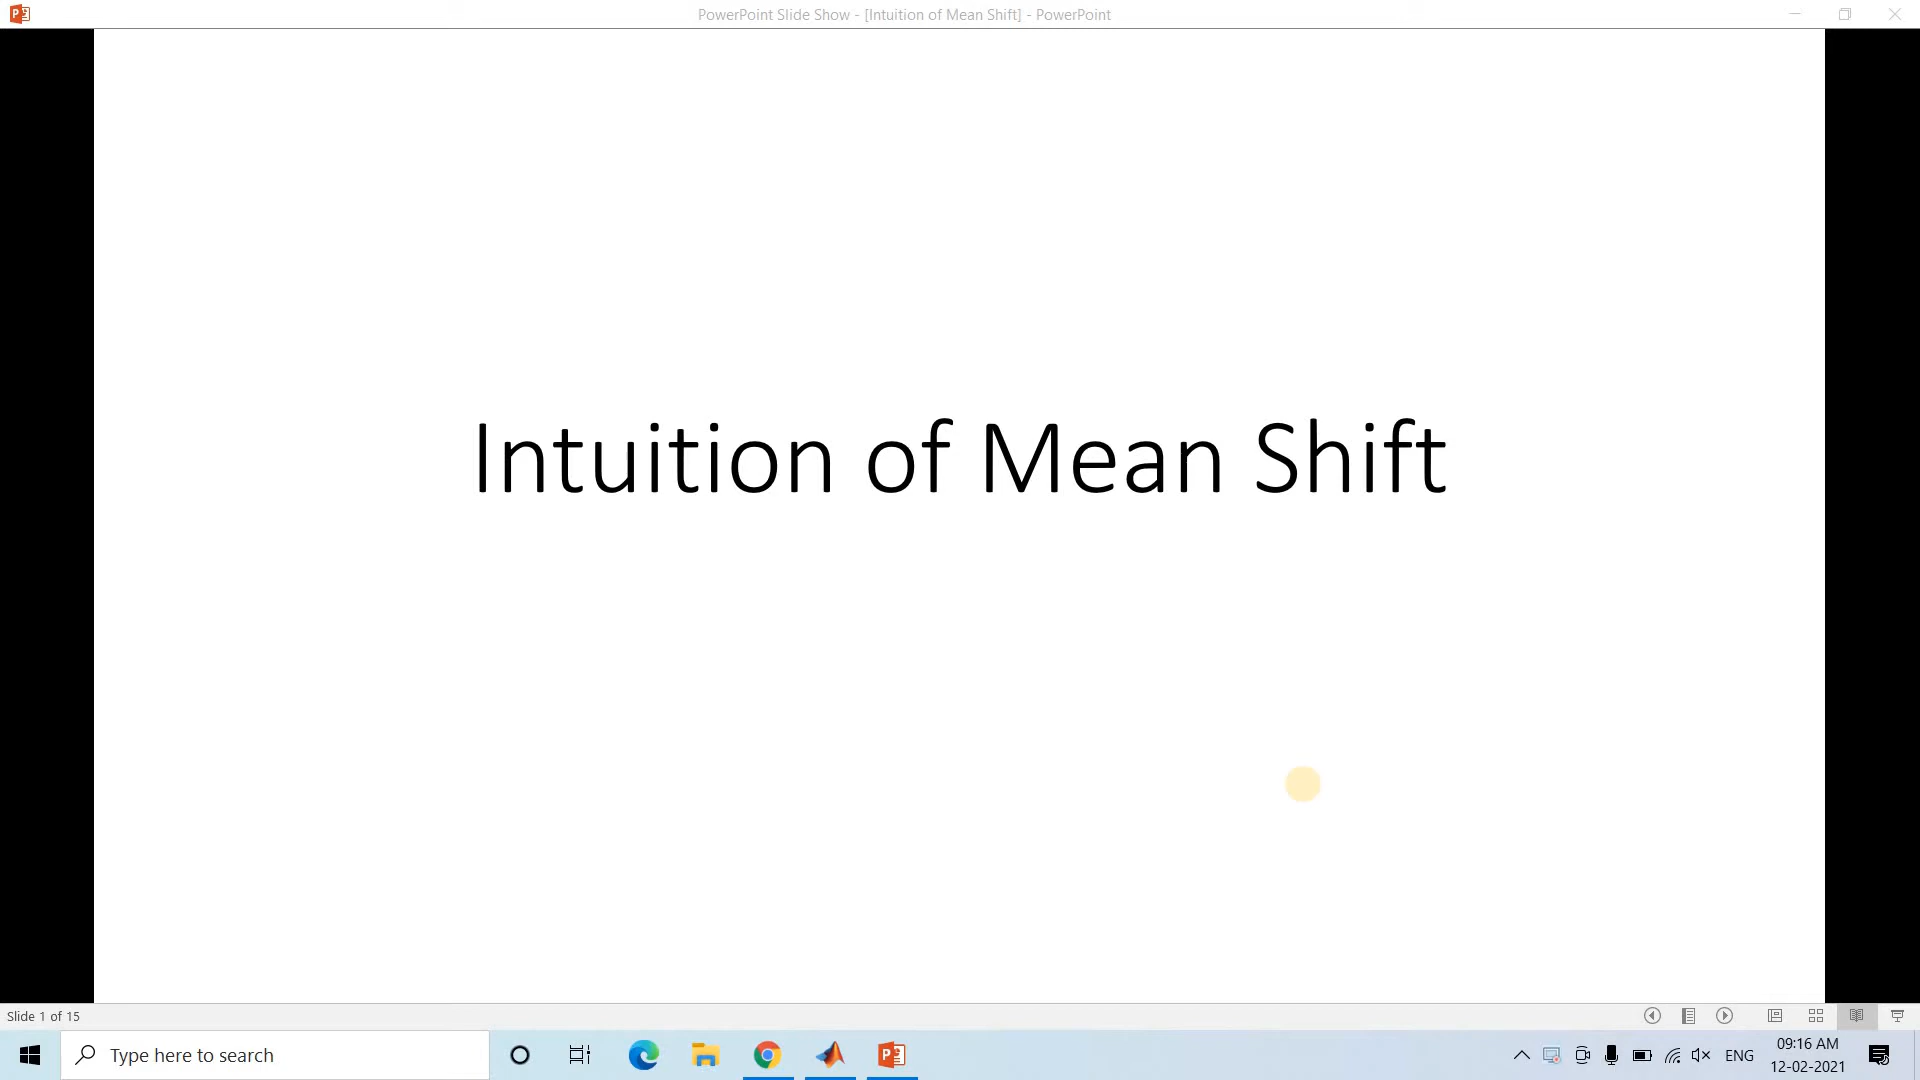 PowerPoint Slide Show - [Intuition of Mean Shift] - PowerPoint
Intuition of Mean Shift
Slide 1 of 15
Type here to search
ENG
09:16 AM
12-02-2021